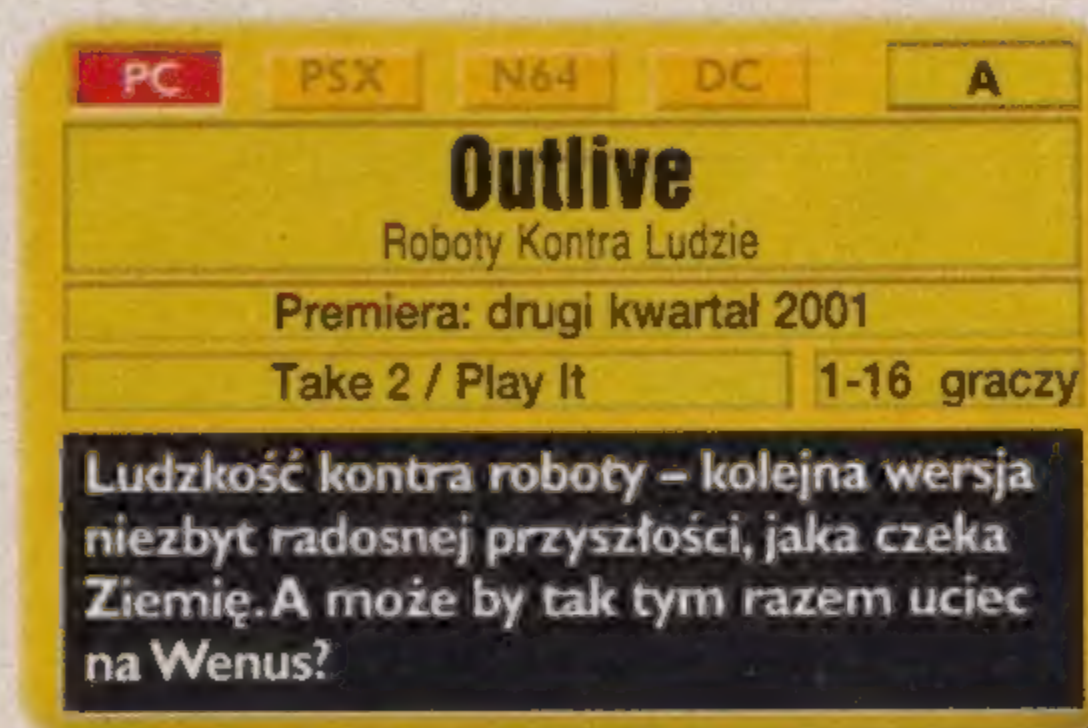 PC PSX N64 DC A
Outlive
Roboty Kontra Ludzie
Premiera: drugi kwartał 2001
Take 2 / Play It 1-16 graczy
Ludzkość kontra roboty – kolejna wersja
niezbyt radosnej przyszłości, jaka czeka
Ziemię. A może by tak tym razem uciec
na Wenus?